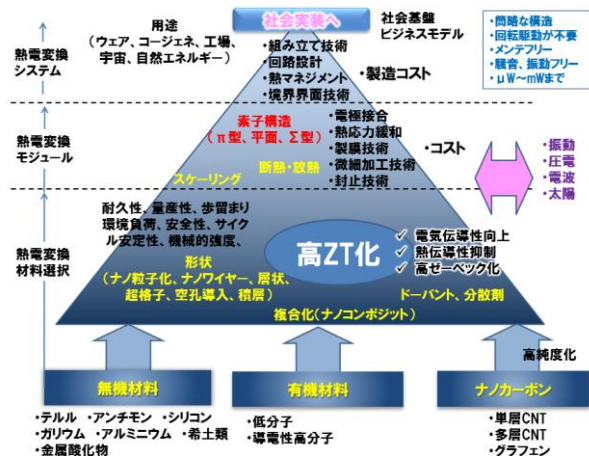 社会実装へ
用途
(ウェア、コージェネ、工場、
宇宙、自然エネルギー)
社会基盤
ビジネスモデル
・簡略な構造
・回転駆動が不要
・メンテフリー
・騒音、振動フリー
・μW~mWまで
熱電変換
システム
・組み立て技術
・回路設計
・熱マネジメント
・境界界面技術
・製造コスト
熱電変換
モジュール
素子構造
(π型、平面、Σ型)
・電極接合
・熱応力緩和
・製膜技術
・微細加工技術
・封止技術
・コスト
断熱・放熱
スケーリング
・振動
・圧電
・電波
・太陽
熱電変換
材料選択
耐久性、量産性、歩留まり
環境負荷、安全性、サイク
ル安定性、機械的強度、
高ZT化
✓ 電気伝導性向上
✓ 熱伝導性抑制
✓ 高ゼーベック化
形状
(ナノ粒子化、ナノワイヤー、層状、
超格子、空孔導入、積層)
ドーパント、分散剤
複合化(ナノコンポジット)
高純度化
無機材料
有機材料
ナノカーボン
・テルル ・アンチモン ・シリコン
・ガリウム ・アルミニウム ・希土類
・金属酸化物
・低分子
・導電性高分子
・単層CNT
・多層CNT
・グラフェン